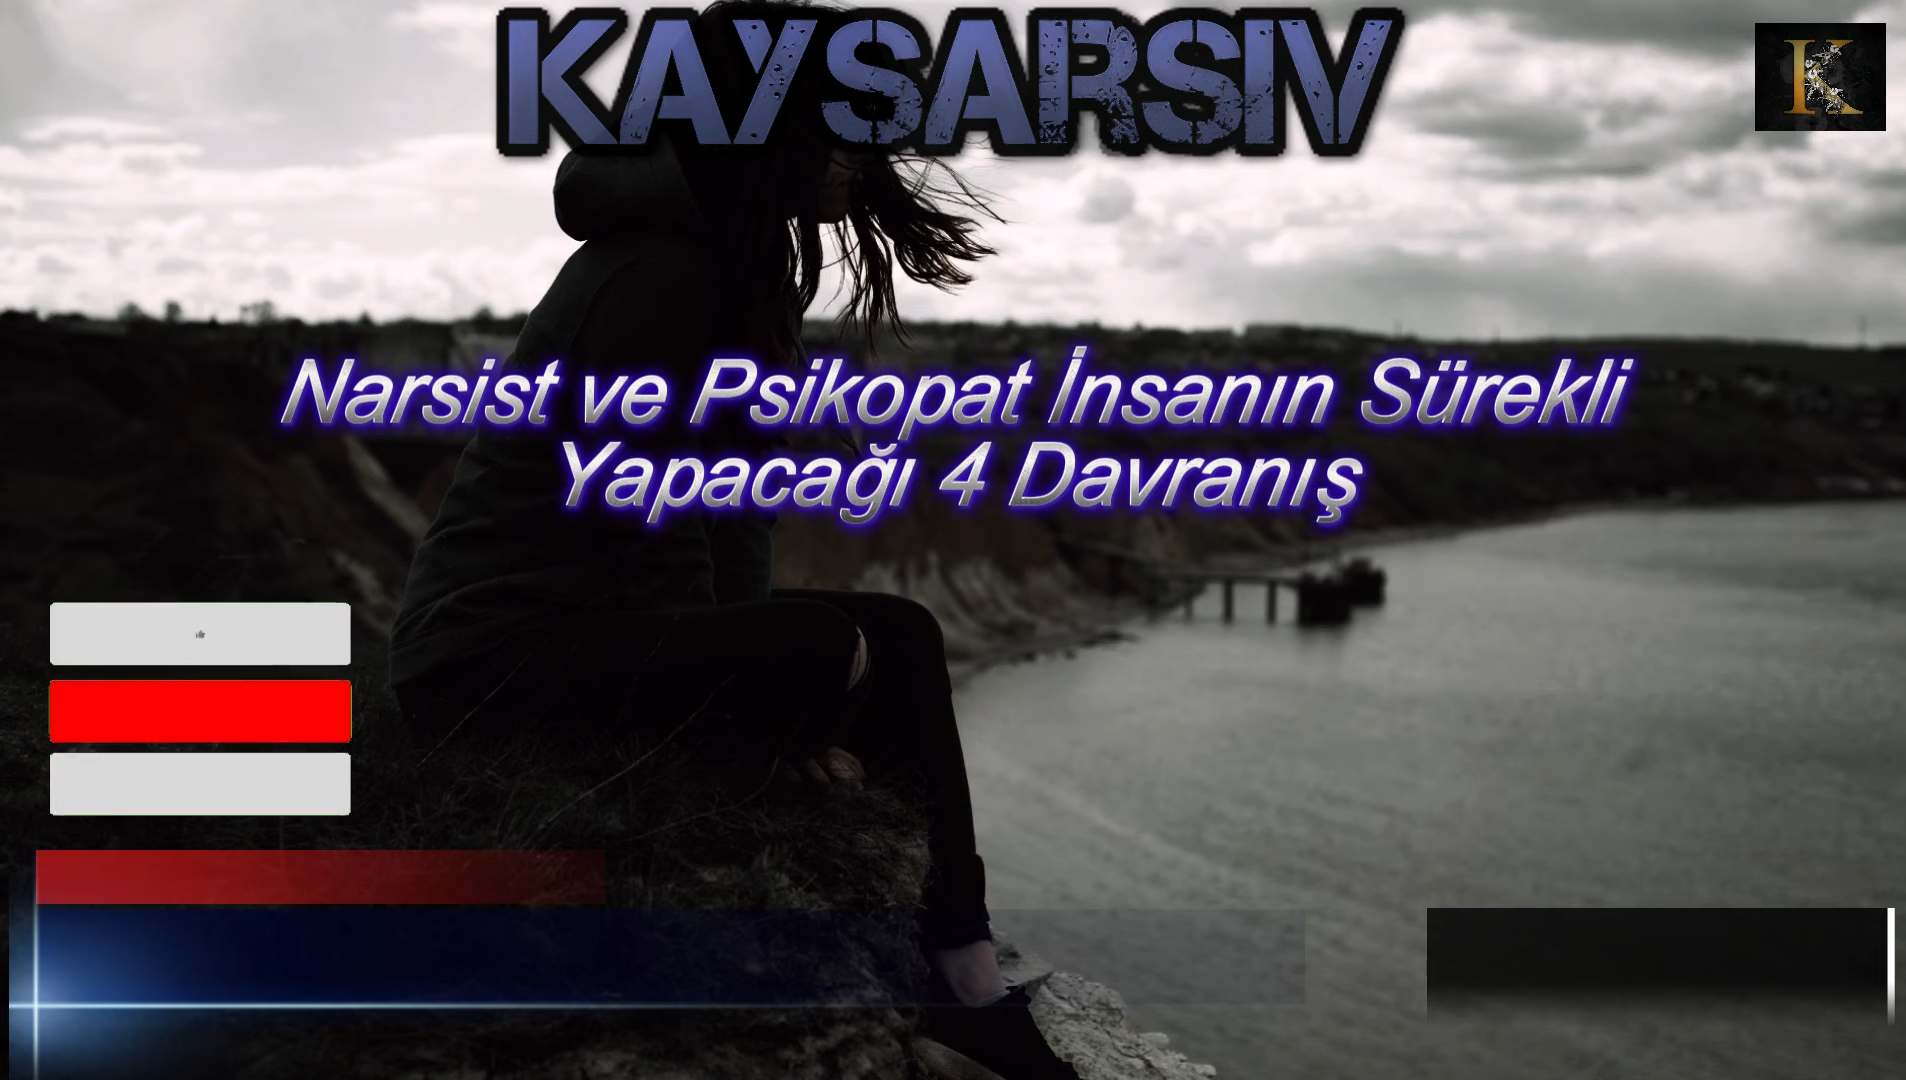 KAYSARSIV
K
Narsist ve Psikopat İnsanın Sürekli
Yapacağı 4 Davranış